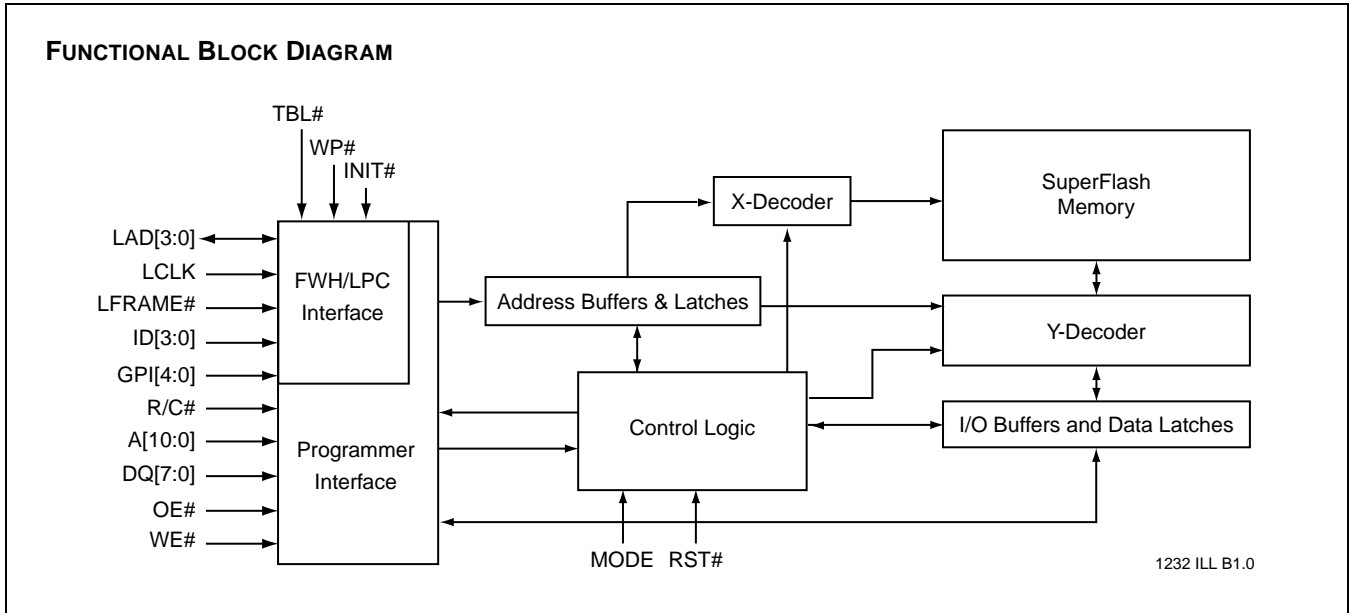 FUNCTIONAL BLOCK DIAGRAM
TBL#
WP#
INIT#
LAD[3:0]
LCLK
LFRAME#
ID[3:0]
GPI[4:0]
R/C#
A[10:0]
DQ[7:0]
OE#
WE#
FWH/LPC
Interface
Programmer
Interface
X-Decoder
Address Buffers & Latches
Control Logic
MODE
RST#
SuperFlash
Memory
Y-Decoder
I/O Buffers and Data Latches
1232 ILL B1.0